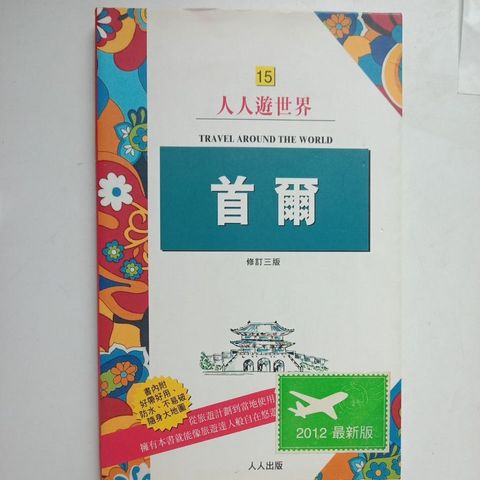 15
人人遊世界
TRAVEL AROUND THE WORLD
首爾
修訂三版
書內附
好帶好用、
防水、不易破
隨身大地圖
從旅遊計劃到當地使用
擁有本書就能像旅遊達人般自在悠遊
2012 最新版
人人出版